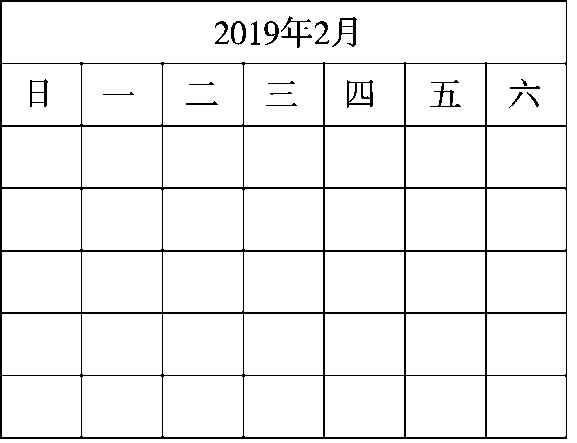 2019年2月
日 一 二 三 四 五 六